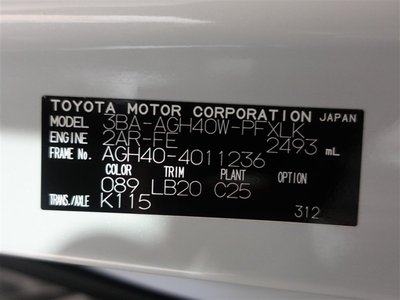 TOYOTA MOTOR CORPORATION JAPAN
MODEL 3BA-AGH40W-PFXLK
ENGINE 2AR-FE 2493 mL
FRAME No. AGH40-4011236
COLOR TRIM PLANT OPTION
089 LB20 C25
TRANS./AXLE K115
312